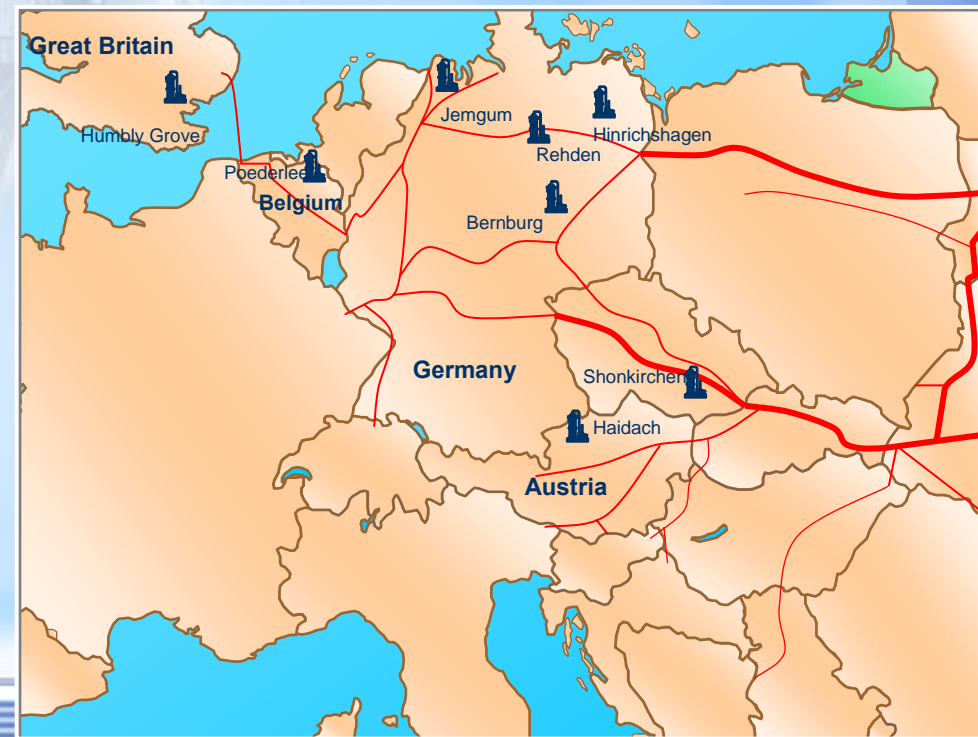 Great Britain
Jemgum
Hinrichshagen
Humbly Grove
Rehden
Poederlee
Belgium
Bernburg
Germany
Shonkirchen
Haidach
Austria